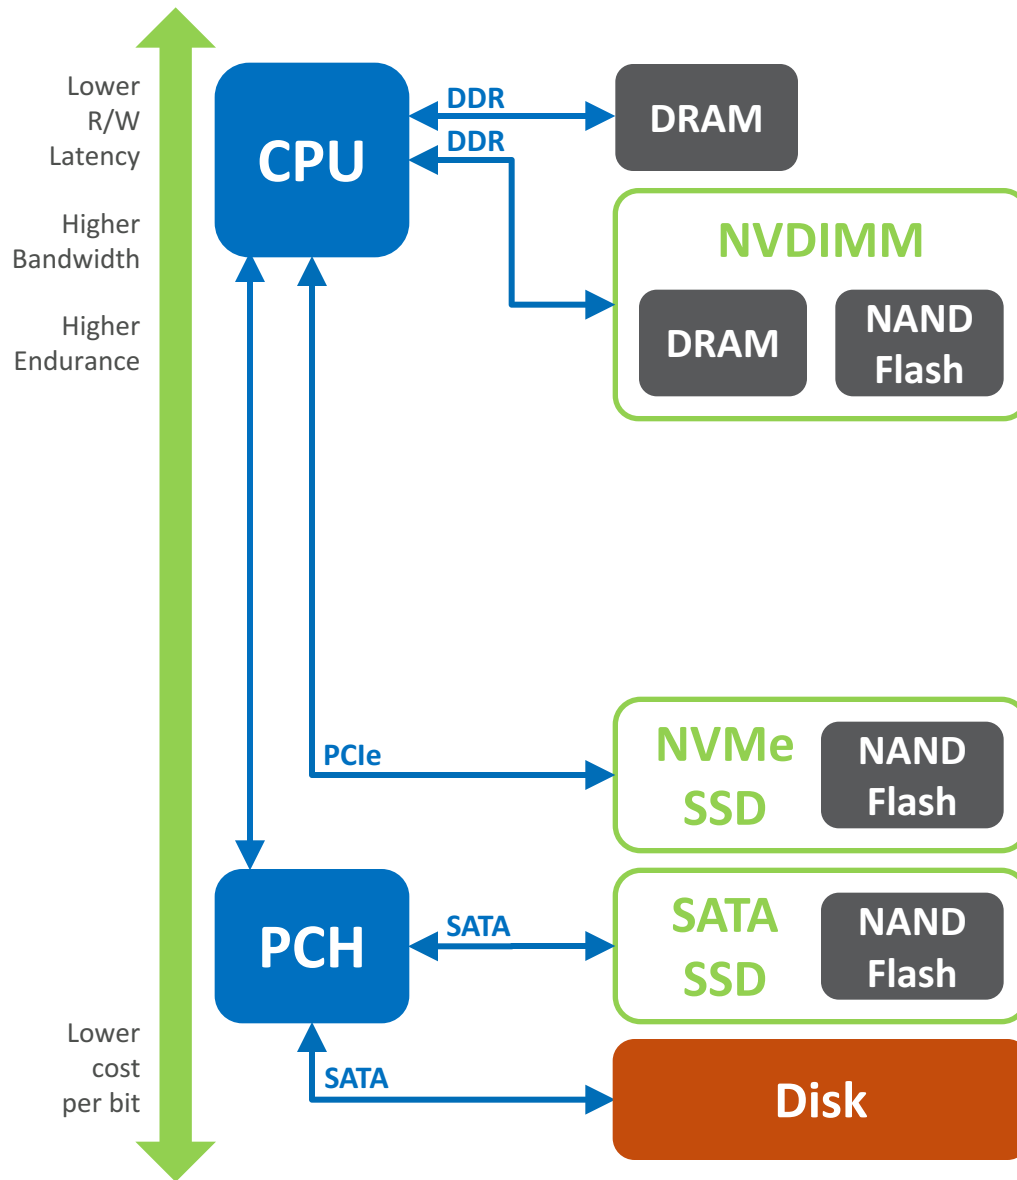 Lower
R/W
Latency
Higher
Bandwidth
Higher
Endurance
CPU
DDR
DDR
DRAM
NVDIMM
DRAM
NAND
Flash
PCIe
NVMe
SSD
NAND
Flash
PCH
SATA
SATA
SSD
NAND
Flash
Lower
cost
per bit
SATA
Disk